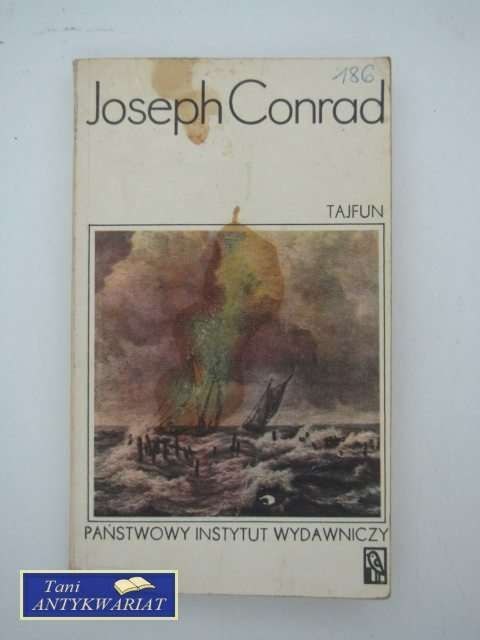 186
Joseph Conrad
TAJFUN
PAŃSTWOWY INSTYTUT WYDAWNICZY
Tani
ANTYKWARIAT